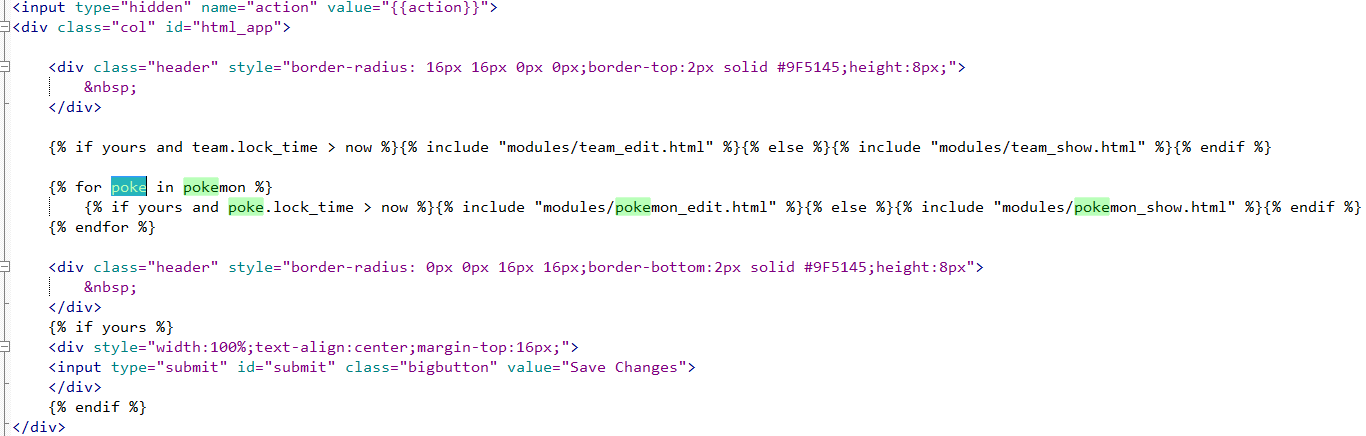 <input type="hidden" name="action" value="{{action}}">
<div class="col" id="html_app">
<div class="header" style="border-radius: 16px 16px 0px 0px;border-top:2px solid #9F5145;height:8px;">
&nbsp;
</div>
{% if yours and team.lock_time > now %}{% include "modules/team_edit.html" %}{% else %}{% include "modules/team_show.html" %}{% endif %}
{% for poke in pokemon %}
{% if yours and poke.lock_time > now %}{% include "modules/pokemon_edit.html" %}{% else %}{% include "modules/pokemon_show.html" %}{% endif %}
{% endfor %}
<div class="header" style="border-radius: 0px 0px 16px 16px;border-bottom:2px solid #9F5145;height:8px">
&nbsp;
</div>
{% if yours %}
<div style="width:100%;text-align:center;margin-top:16px;">
<input type="submit" id="submit" class="bigbutton" value="Save Changes">
</div>
{% endif %}
</div>